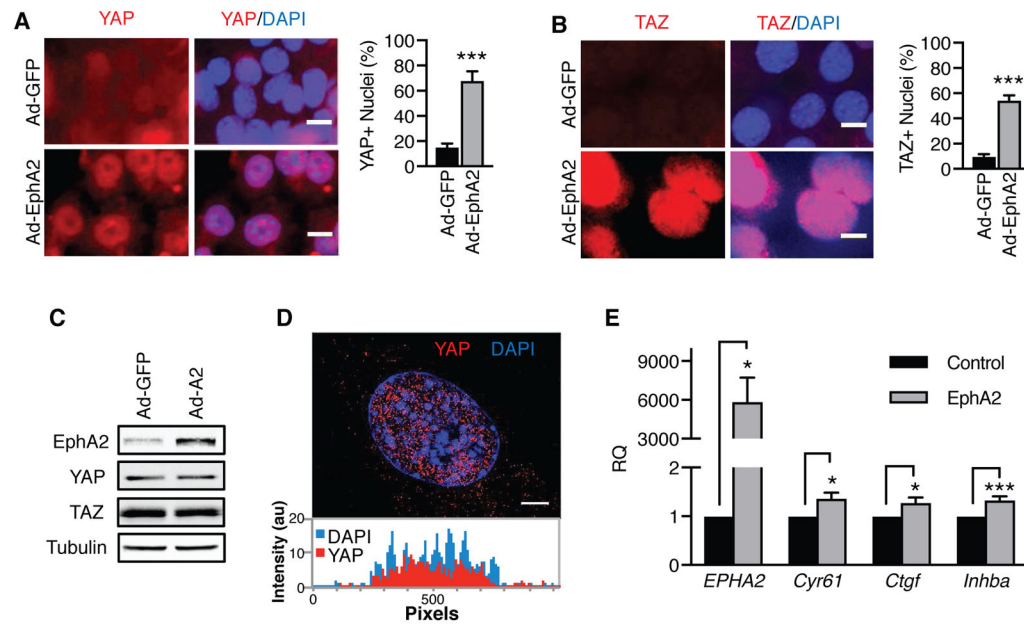 A
YAP
YAP/DAPI
Ad-GFP
Ad-EphA2
YAP+ Nuclei (%)
100
80
60
40
20
0
***
Ad-GFP
Ad-EphA2
B
TAZ
TAZ/DAPI
Ad-GFP
Ad-EphA2
TAZ+ Nuclei (%)
100
80
60
40
20
0
***
Ad-GFP
Ad-EphA2
C
Ad-GFP
Ad-A2
EphA2
YAP
TAZ
Tubulin
D
YAP DAPI
Intensity (au)
20
10
0
DAPI
YAP
0 500
Pixels
E
RQ
9000
6000
3000
2
1
0
*
*
*
***
Control
EphA2
EPHA2 Cyr61 Ctgf Inhba